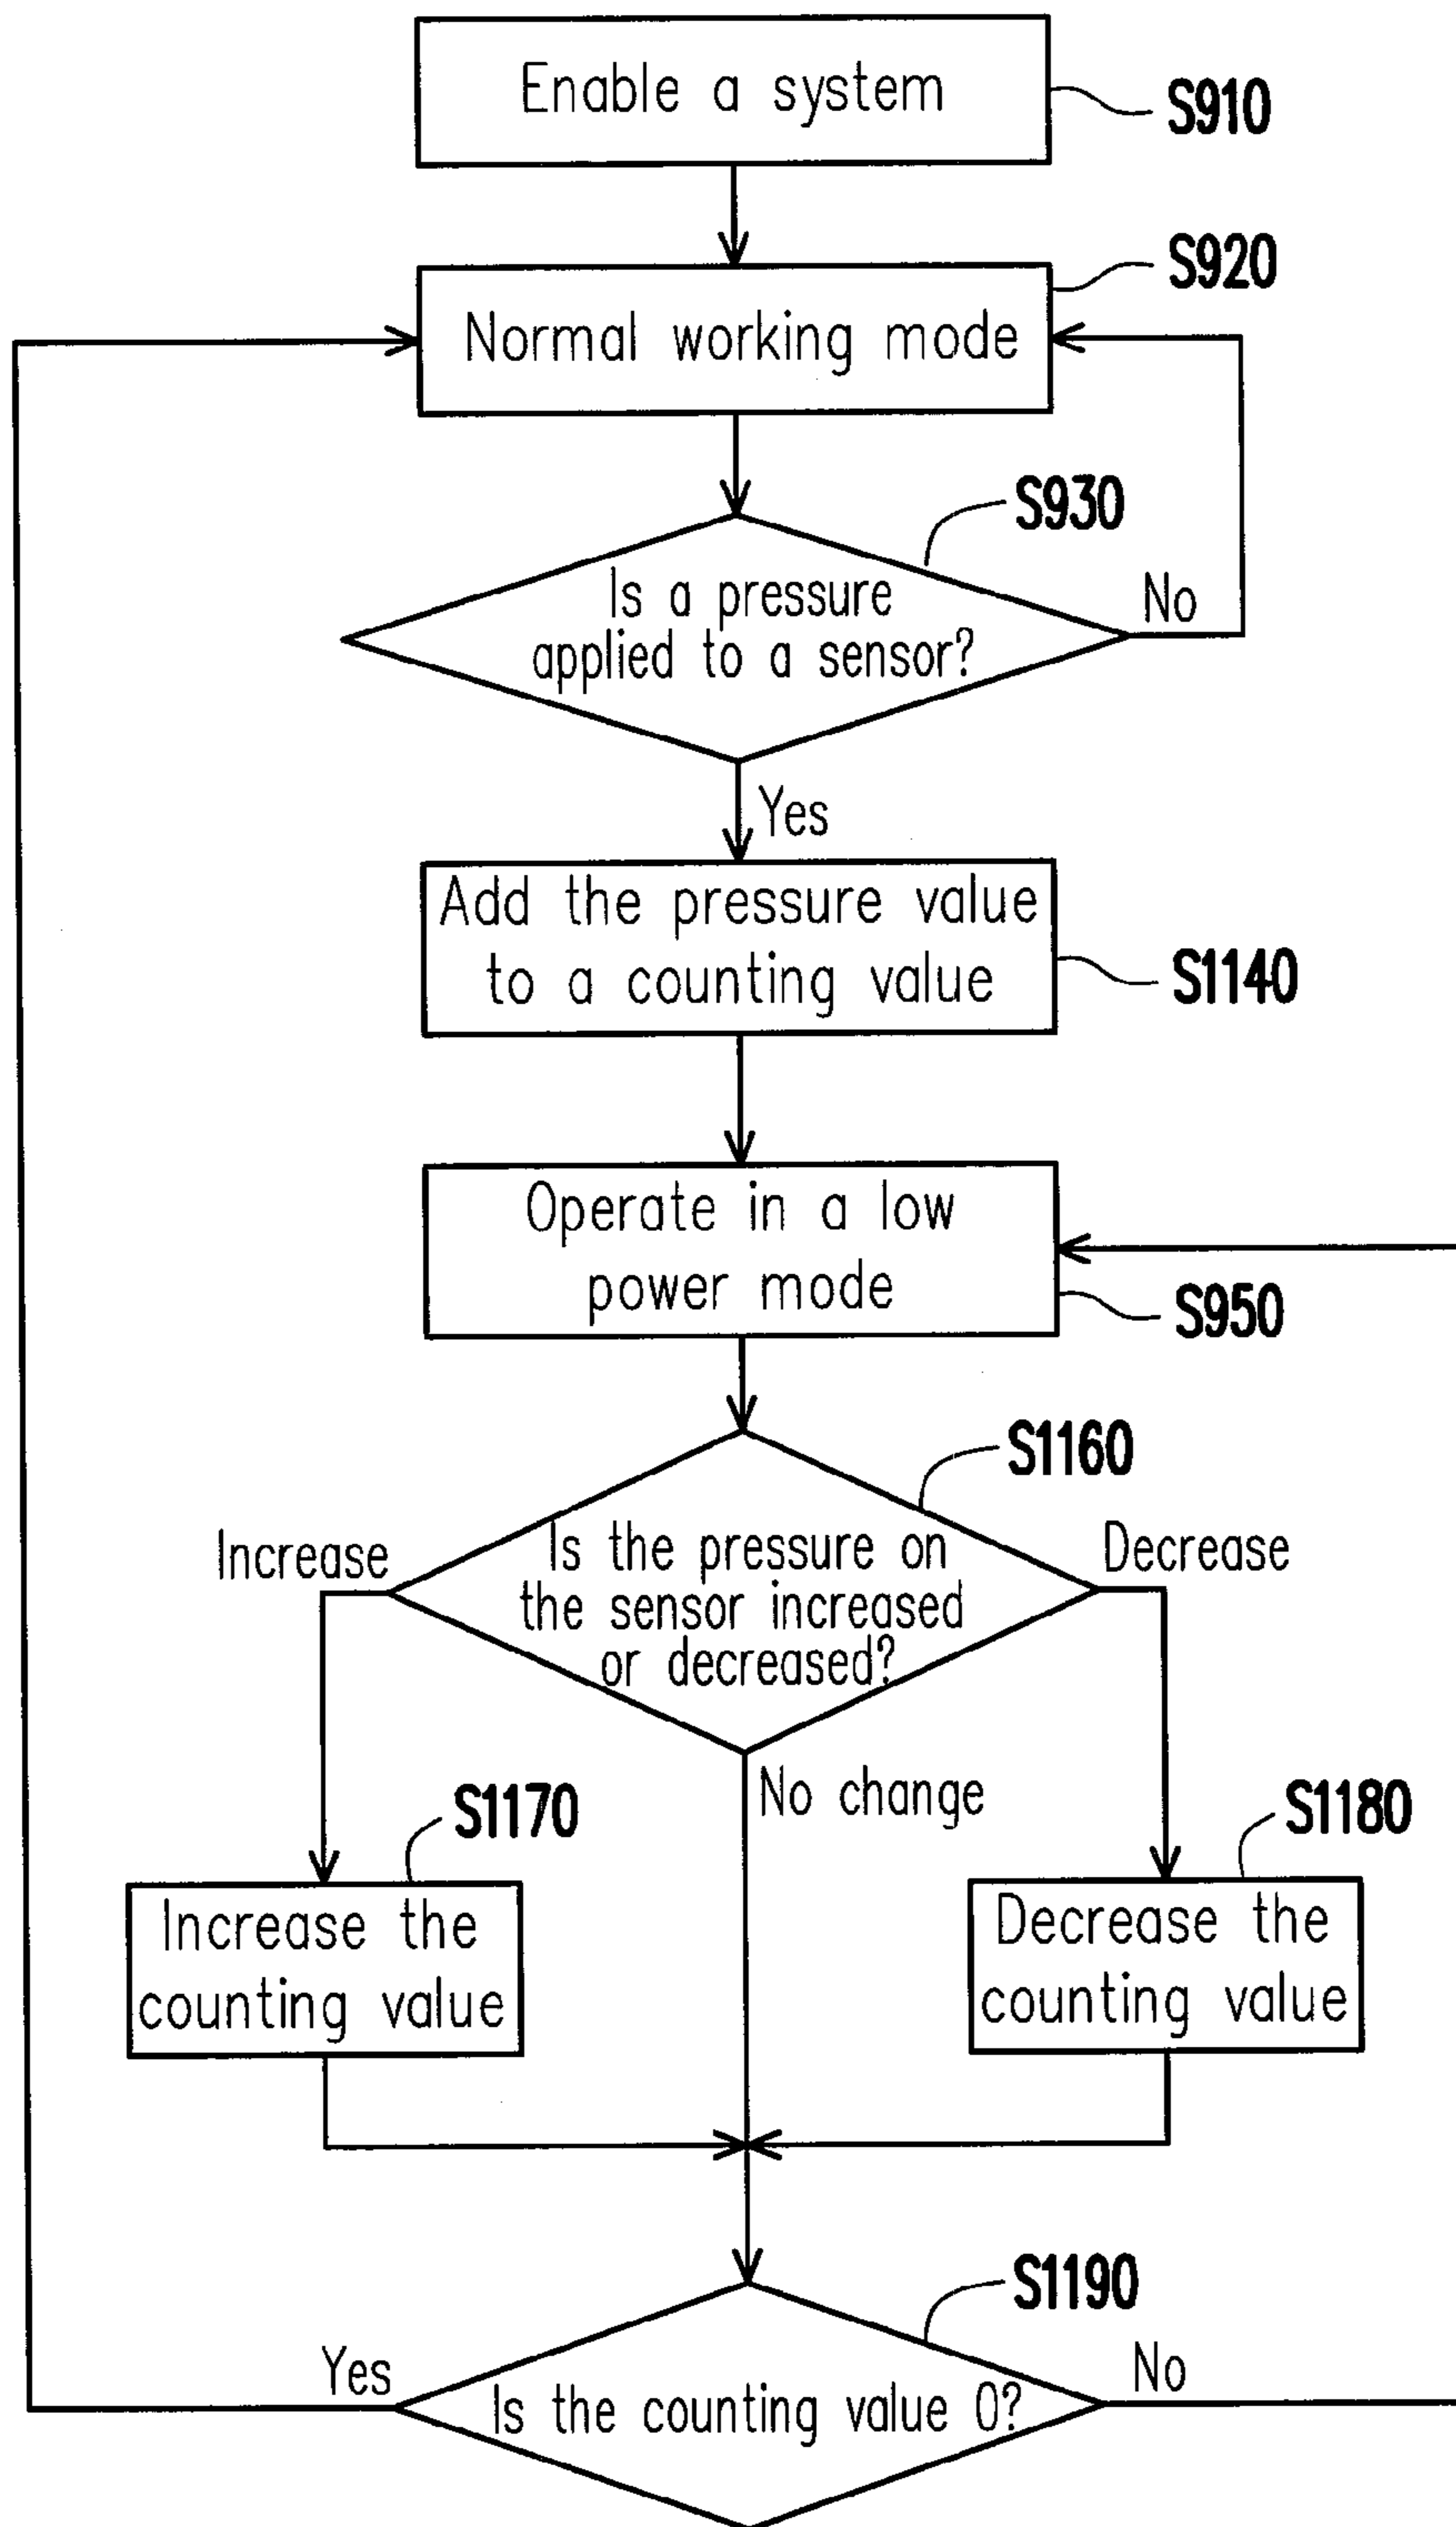 Enable a system
S910
S920
Normal working mode
S930
Is a pressure
applied to a sensor?
No
Yes
Add the pressure value
to a counting value
S1140
Operate in a low
power mode
S950
S1160
Increase
Is the pressure on
the sensor increased
or decreased?
Decrease
No change
S1170
S1180
Increase the
counting value
Decrease the
counting value
S1190
Yes
Is the counting value 0?
No